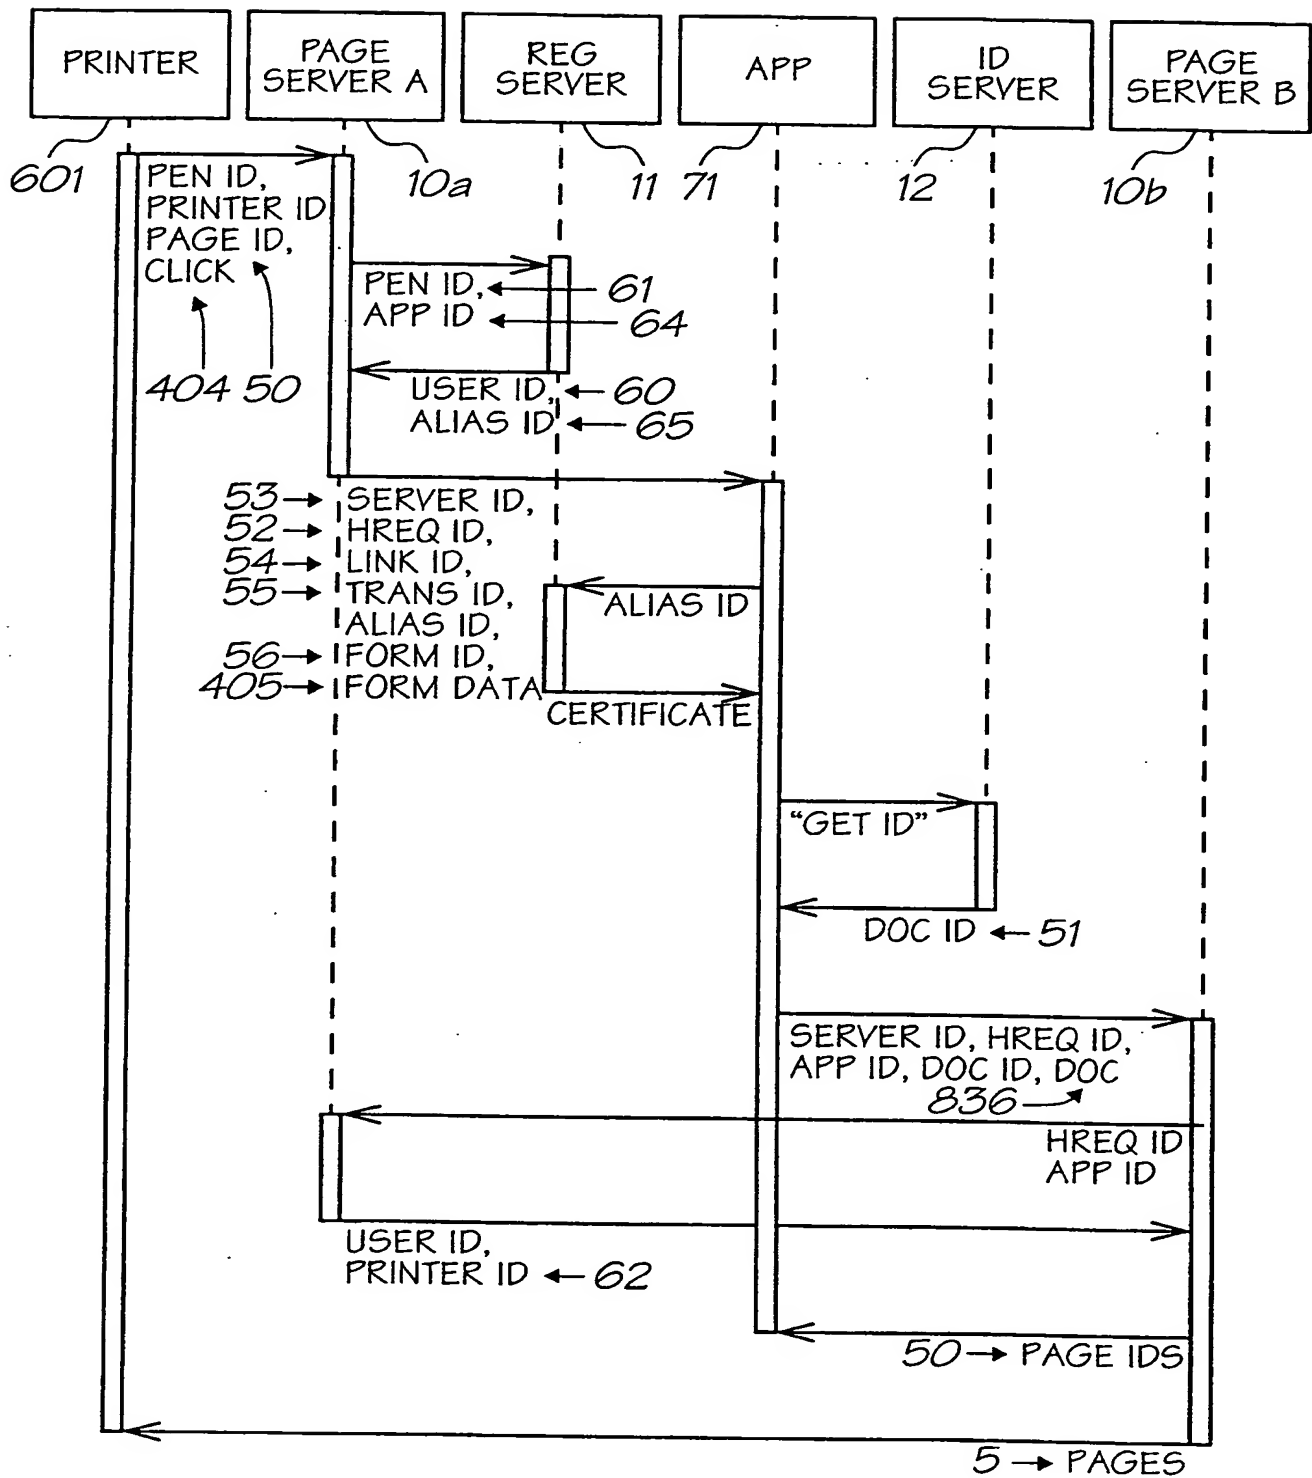 PRINTER
PAGE
SERVER A
REG
SERVER
APP
ID
SERVER
PAGE
SERVER B
601
10a
11
71
12
10b
PEN ID,
PRINTER ID
PAGE ID,
CLICK
404
50
PEN ID,
61
APP ID
64
USER ID,
60
ALIAS ID
65
53
SERVER ID,
52
HREQ ID,
54
LINK ID,
55
TRANS ID,
ALIAS ID,
56
FORM ID,
405
FORM DATA
ALIAS ID
CERTIFICATE
“GET ID”
DOC ID
51
SERVER ID, HREQ ID,
APP ID, DOC ID, DOC
836
HREQ ID
APP ID
USER ID,
PRINTER ID
62
50
PAGE IDS
5
PAGES